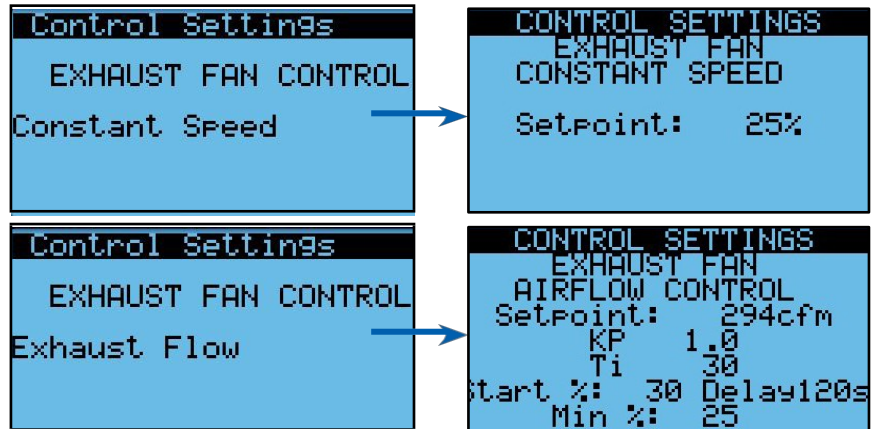 Control Settings
EXHAUST FAN CONTROL
Constant Speed
CONTROL SETTINGS
EXHAUST FAN
CONSTANT SPEED
Setpoint: 25%
Control Settings
EXHAUST FAN CONTROL
Exhaust Flow
CONTROL SETTINGS
EXHAUST FAN
AIRFLOW CONTROL
Setpoint: 294cfm
KP 1.0
Ti 30
Start %: 30 Delay120s
Min %: 25